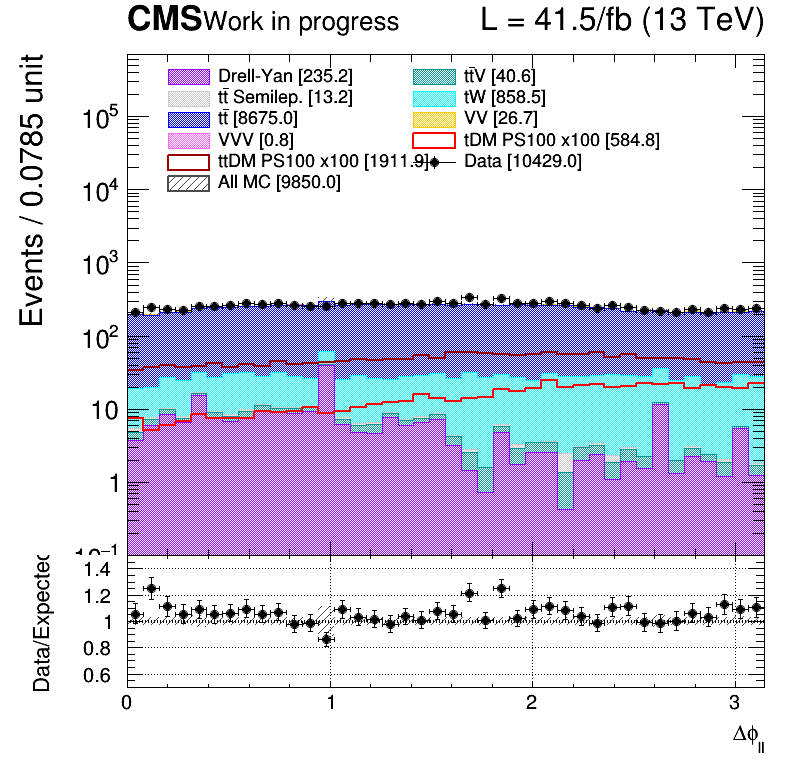 CMS Work in progress L = 41.5/fb (13 TeV)
Drell-Yan [235.2] tt̄V [40.6]
tt̄ Semilep. [13.2] tW [858.5]
tt̄ [8675.0] VV [26.7]
VVV [0.8] tDM PS100 x100 [584.8]
ttDM PS100 x100 [1911.9] Data [10429.0]
All MC [9850.0]
Events / 0.0785 unit
10⁵
10⁴
10³
10²
10
1
10⁻¹
Data/Expected
1.4
1.2
1
0.8
0.6
0 1 2 3
Δϕ_ll